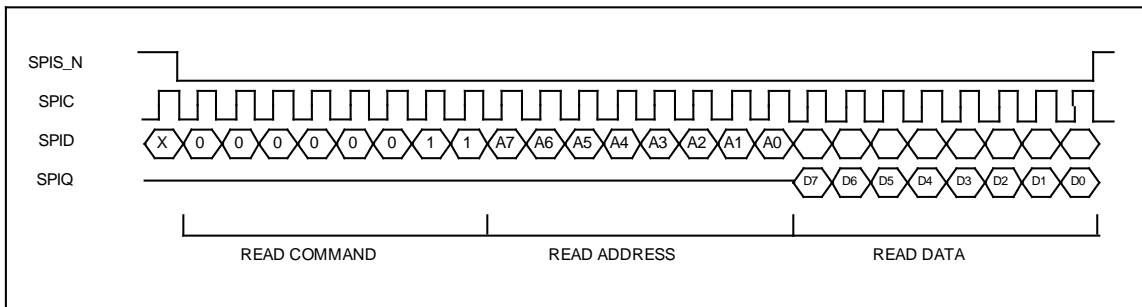 SPIS_N
SPIC
SPID X 0 0 0 0 0 0 1 1 A7 A6 A5 A4 A3 A2 A1 A0
SPIQ D7 D6 D5 D4 D3 D2 D1 D0
READ COMMAND READ ADDRESS READ DATA